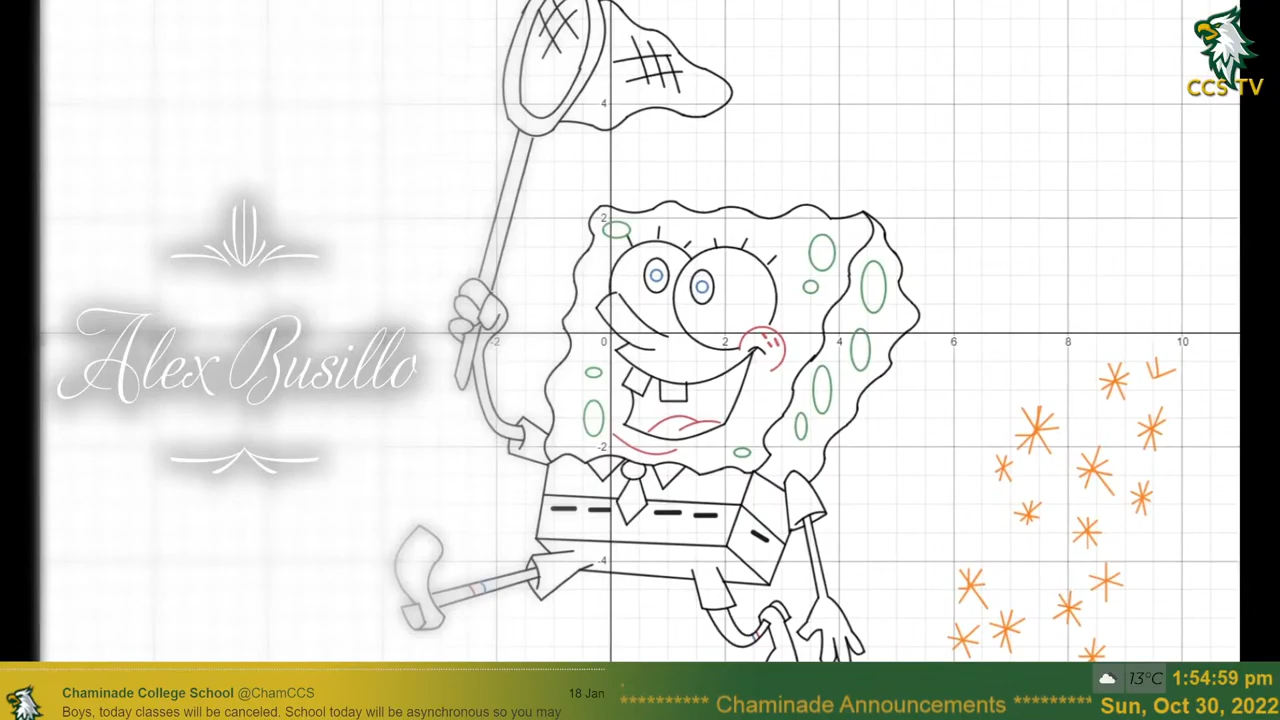 CCS TV
4
2
-2
0
2
4
6
8
10
-2
-4
Alex Busillo
Chaminade College School @ChamCCS
18 Jan
Boys, today classes will be canceled. School today will be asynchronous so you may
********** Chaminade Announcements **********
13°C
1:54:59 pm
Sun, Oct 30, 2022